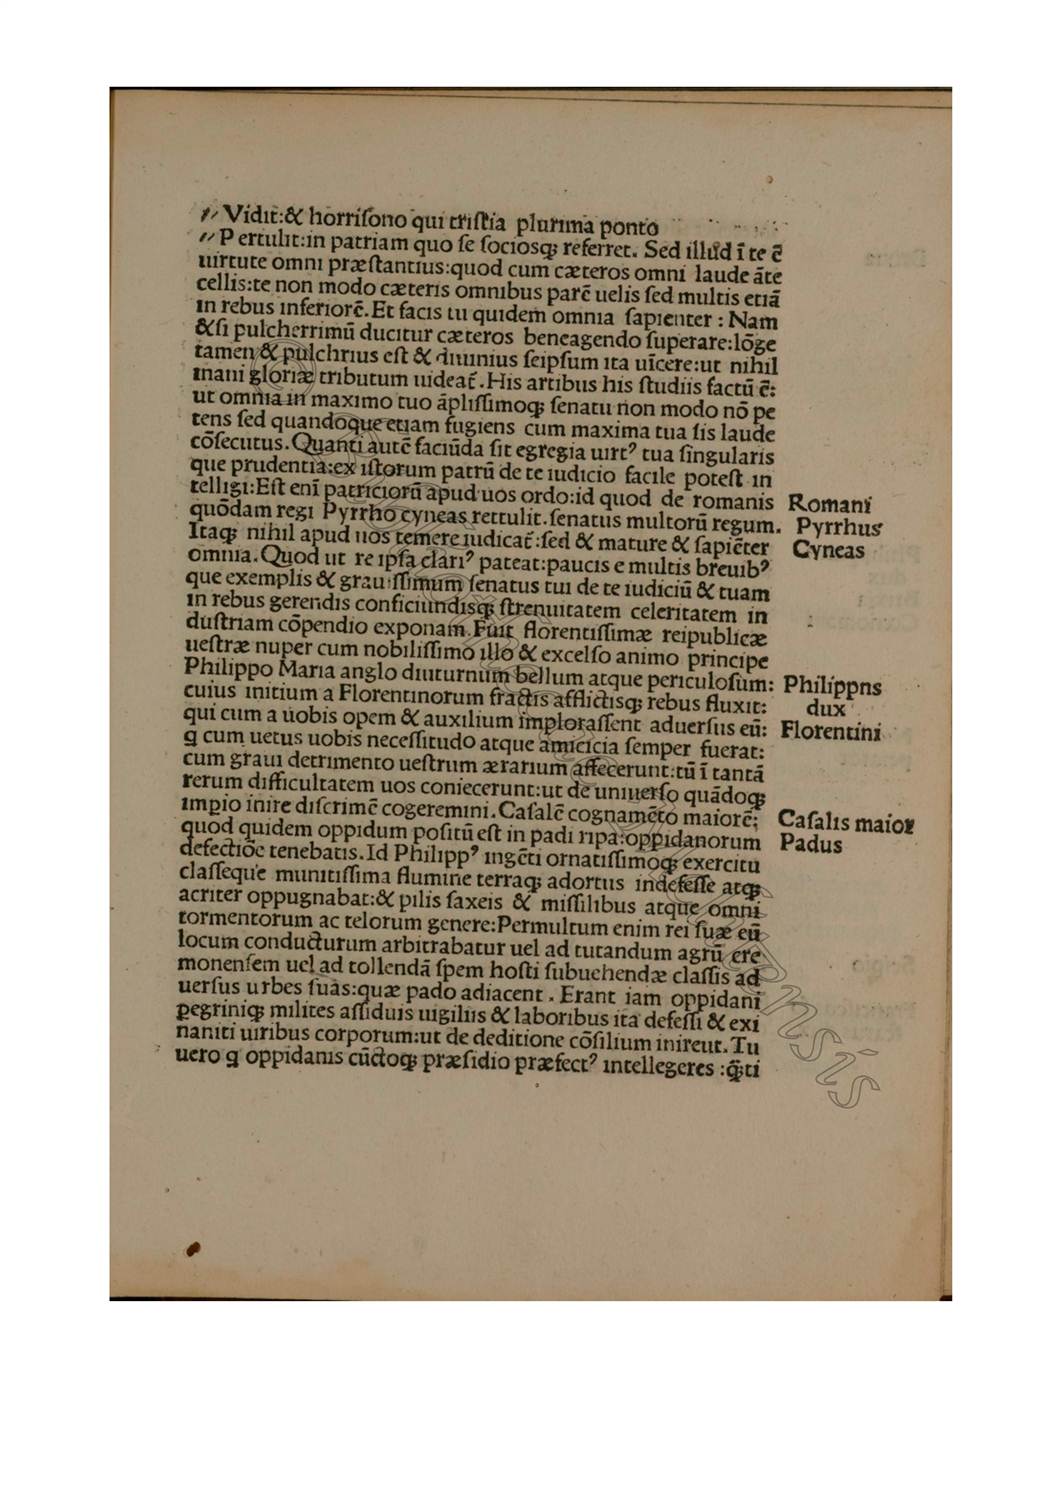 Vidit:& horrisono qui tristia plurima ponto
Pertulit:in patriam quo se sociosq; referret. Sed illud ī te ē
uirtute omni præstantius:quod cum cæteros omni laude āte
cellis:te non modo cæteris omnibus parē uelis sed multis etiā
in rebus inferiorē. Et facis tu quidem omnia sapienter : Nam
&si pulcherrimū ducitur cæteros beneagendo superare:lōge
tamen & pulchrius est & diuinius seipsum ita uīcere:ut nihil
inani gloriæ tributum uideat̄. His artibus his studiis factū ē:
ut omnia in maximo tuo āplissimoq; senatu non modo nō pe
tens sed quandoque etiam fugiens cum maxima tua sis laude
cōsecutus. Quanti autē faciūda sit egregia uirtꝰ tua singularis
que prudentia:ex istorum patrū de te iudicio facile potest in
telligi:Est enī patriciorū apud uos ordo:id quod de romanis
Romani
quōdam regi Pyrrho cyneas rettulit. senatus multorū regum.
Pyrrhus
Itaq; nihil apud uos temere iudicat̄:sed & mature & sapiēter
Cyneas
omnia. Quod ut re ipsa clariꝰ pateat:paucis e multis breuibꝰ
que exemplis & grauissimum senatus tui de te iudiciū & tuam
in rebus gerendis conficiundisq; strenuitatem celeritatem in
dustriam cōpendio exponam. Fuit florentissimæ reipublicæ
uestræ nuper cum nobilissimo illo & excelso animo principe
Philippo Maria anglo diuturnum bellum atque periculosum:
Philippns
cuius initium a Florentinorum fractis afflictisq; rebus fluxit:
dux
qui cum a uobis opem & auxilium implorassent aduersus eū:
Florentini
ꝗ cum uetus uobis necessitudo atque amicicia semper fuerat:
cum graui detrimento uestrum ærarium affecerunt:tū ī tantā
rerum difficultatem uos coniecerunt:ut de uniuerso quādoq;
impio inire discrimē cogeremini. Casalē cognamēto maiorē:
Casalis maior
quod quidem oppidum positū est in padi ripa:oppidanorum
Padus
defectiōe tenebatis. Id Philippꝰ ingēti ornatissimoq; exercitu
classeque munitissima flumine terraq; adortus indefesse atq;
acriter oppugnabat:& pilis saxeis & missilibus atque omni
tormentorum ac telorum genere:Permultum enim rei suæ eū
locum conducturum arbitrabatur uel ad tutandum agrū cre
monensem uel ad tollendā spem hosti subuehendæ classis ad
uersus urbes suas:quæ pado adiacent . Erant iam oppidani
ꝑegriniq; milites assiduis uigiliis & laboribus ita defessi & exi
naniti uiribus corporum:ut de deditione cōsilium inireut. Tu
uero ꝗ oppidanis cūctoq; præsidio præfectꝰ intellegeres :q̄ti